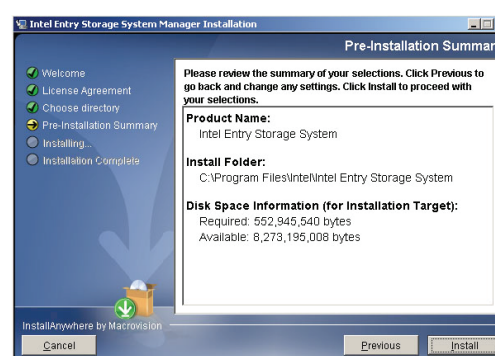 Intel Entry Storage System Manager Installation
Pre-Installation Summar
Welcome
License Agreement
Choose directory
Pre-Installation Summary
Installing...
Installation Complete
Please review the summary of your selections. Click Previous to
go back and change any settings. Click Install to proceed with
your selections.
Product Name:
Intel Entry Storage System
Install Folder:
C:\Program Files\Intel\Intel Entry Storage System
Disk Space Information (for Installation Target):
Required: 552,945,540 bytes
Available: 8,273,195,008 bytes
InstallAnywhere by Macrovision
Cancel
Previous
Install